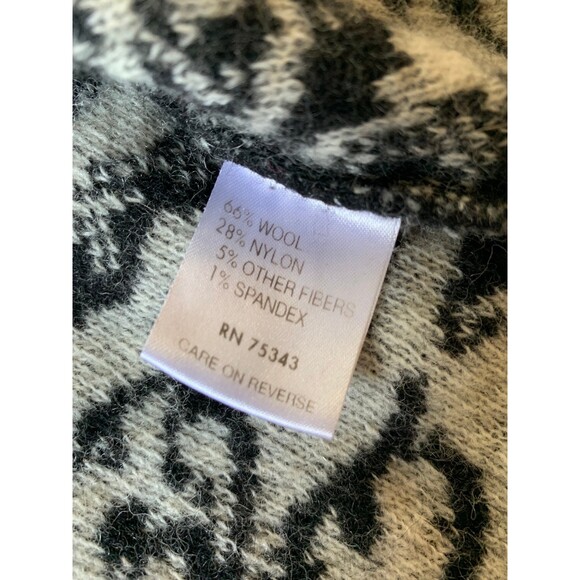 66% WOOL
28% NYLON
5% OTHER FIBERS
1% SPANDEX
RN 75343
CARE ON REVERSE